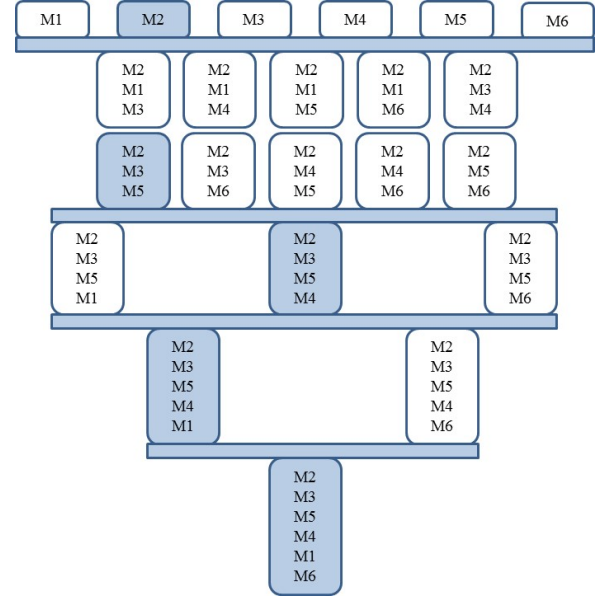 M1 M2 M3 M4 M5 M6
M2 M2 M2 M2 M2
M1 M1 M1 M1 M3
M3 M4 M5 M6 M4
M2 M2 M2 M2 M2
M3 M3 M4 M4 M5
M5 M6 M5 M6 M6
M2 M2 M2
M3 M3 M3
M5 M5 M5
M1 M4 M6
M2 M2
M3 M3
M5 M5
M4 M4
M1 M6
M2
M3
M5
M4
M1
M6